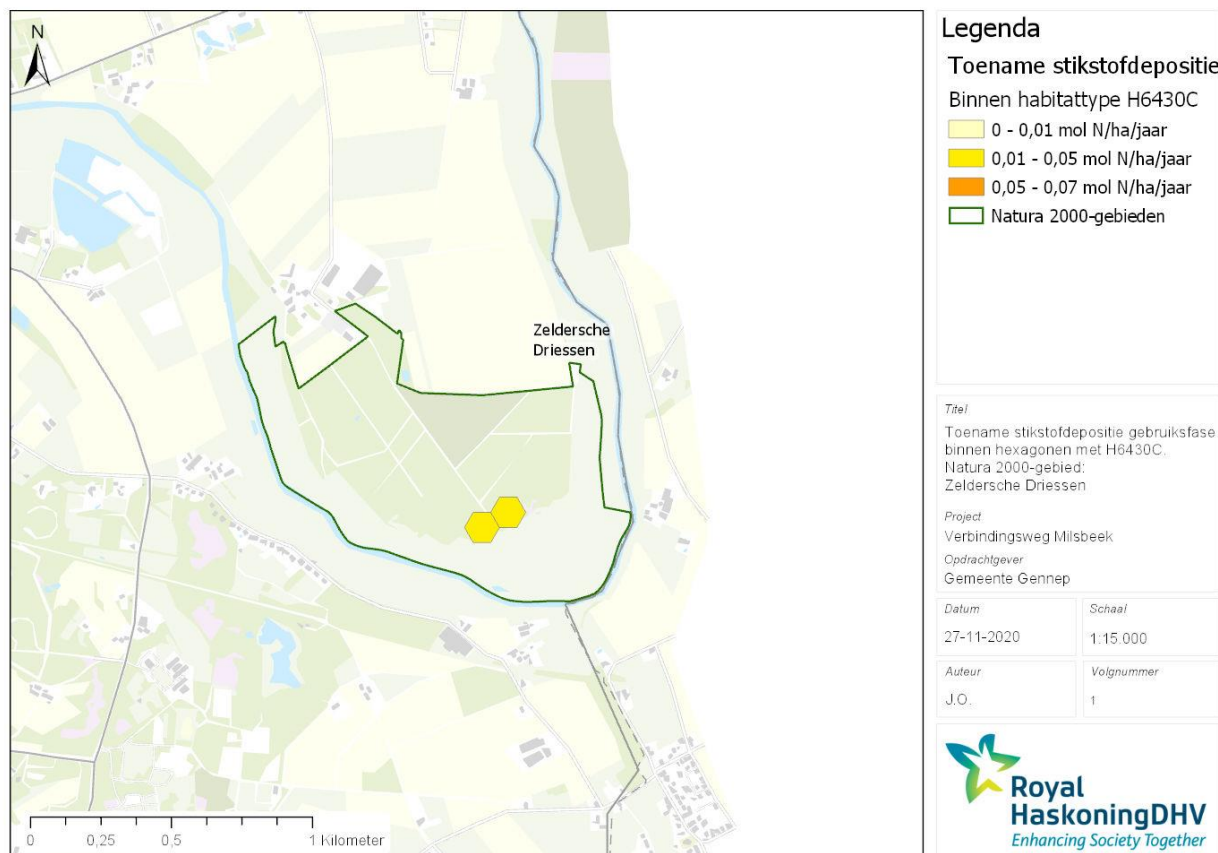 N
Zeldersche
Driessen
0
0,25
0,5
1 Kilometer
Legenda
Toename stikstofdepositie
Binnen habitattype H6430C
0 - 0,01 mol N/ha/jaar
0,01 - 0,05 mol N/ha/jaar
0,05 - 0,07 mol N/ha/jaar
Natura 2000-gebieden
Titel
Toename stikstofdepositie gebruiksfase
binnen hexagonen met H6430C.
Natura 2000-gebied:
Zeldersche Driessen
Project
Verbindingsweg Milsbeek
Opdrachtgever
Gemeente Gennep
Datum
27-11-2020
Schaal
1:15.000
Auteur
J.O.
Volgnummer
1
Royal
HaskoningDHV
Enhancing Society Together